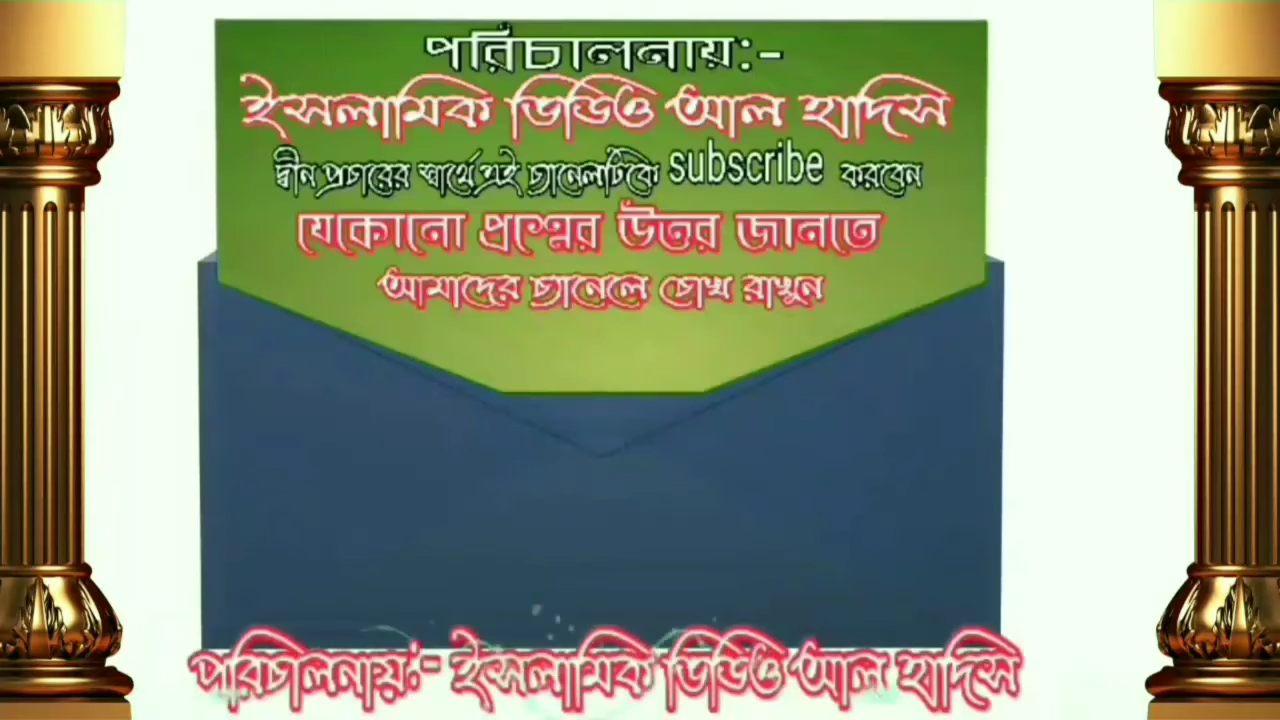 পরিচালনায়:-
ইসলামিক ভিডিও আল হাদিস
দ্বীন প্রচারের স্বার্থে এই চ্যানেলটিকে subscribe করবেন
যেকোনো প্রশ্নের উত্তর জানতে
আমাদের চ্যানেলে চোখ রাখুন
পরিচালনায়:- ইসলামিক ভিডিও আল হাদিস